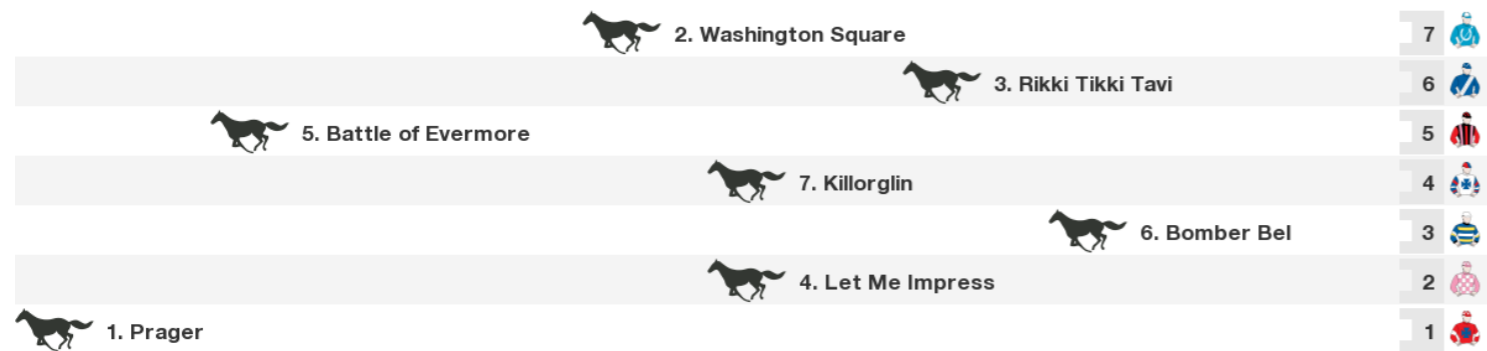 2. Washington Square 7
3. Rikki Tikki Tavi 6
5. Battle of Evermore 5
7. Killorglin 4
6. Bomber Bel 3
4. Let Me Impress 2
1. Prager 1